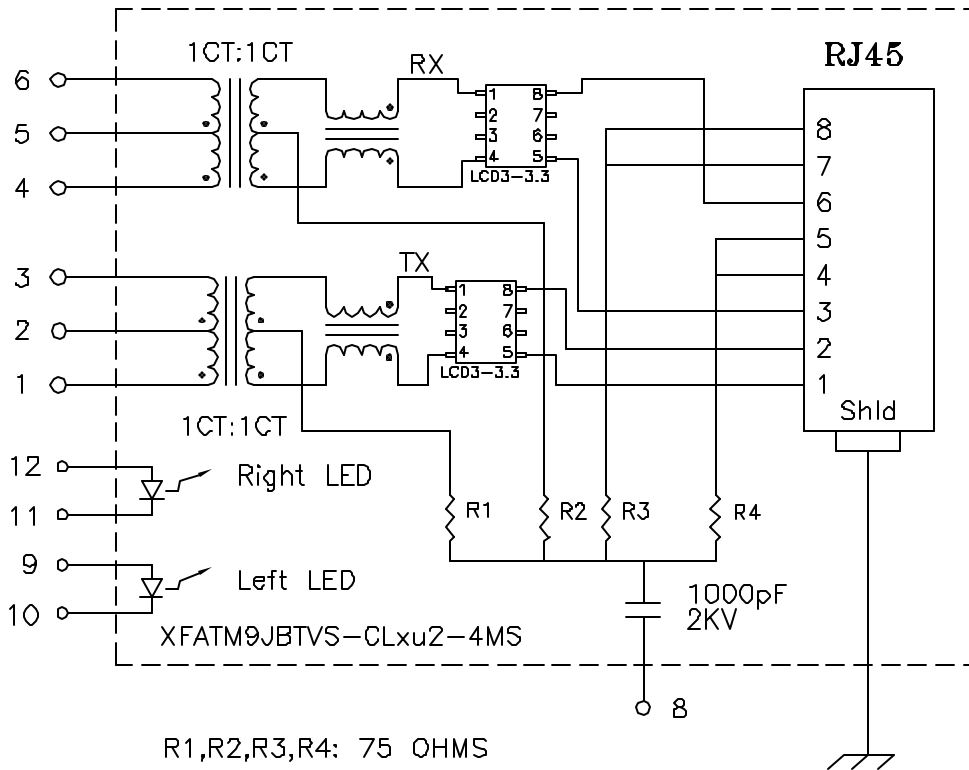 1CT:1CT
RX
RJ45
6
5
4
1 8
2 7
3 6
4 5
LCD3-3.3
8
7
6
5
4
3
2
1
Shld
3
2
1
TX
1 8
2 7
3 6
4 5
LCD3-3.3
1CT:1CT
12
11
Right LED
R1
R2
R3
R4
9
10
Left LED
1000pF
2KV
XFATM9JBTVS-CLxu2-4MS
8
R1,R2,R3,R4: 75 OHMS